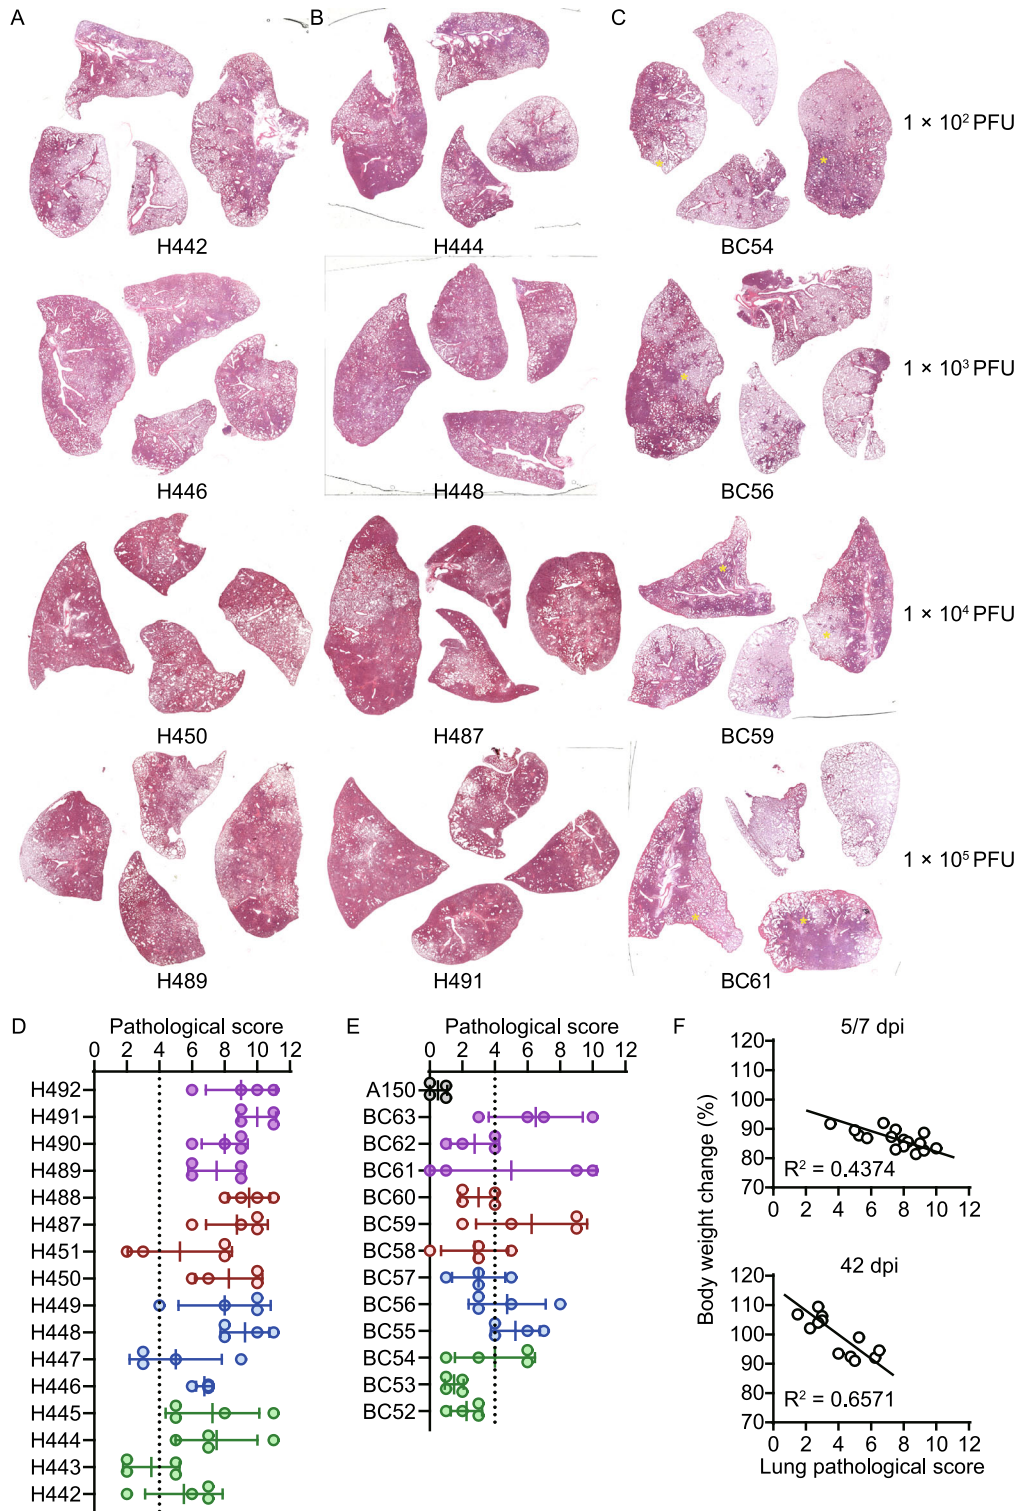 A
B
C
1 × 10² PFU
H442
H444
BC54
1 × 10³ PFU
H446
H448
BC56
1 × 10⁴ PFU
H450
H487
BC59
1 × 10⁵ PFU
H489
H491
BC61
D
Pathological score
0 2 4 6 8 10 12
H492
H491
H490
H489
H488
H487
H451
H450
H449
H448
H447
H446
H445
H444
H443
H442
E
Pathological score
0 2 4 6 8 10 12
A150
BC63
BC62
BC61
BC60
BC59
BC58
BC57
BC56
BC55
BC54
BC53
BC52
F
Body weight change (%)
5/7 dpi
120
110
100
90
80
70
R² = 0.4374
0 2 4 6 8 10 12
42 dpi
120
110
100
90
80
70
R² = 0.6571
0 2 4 6 8 10 12
Lung pathological score